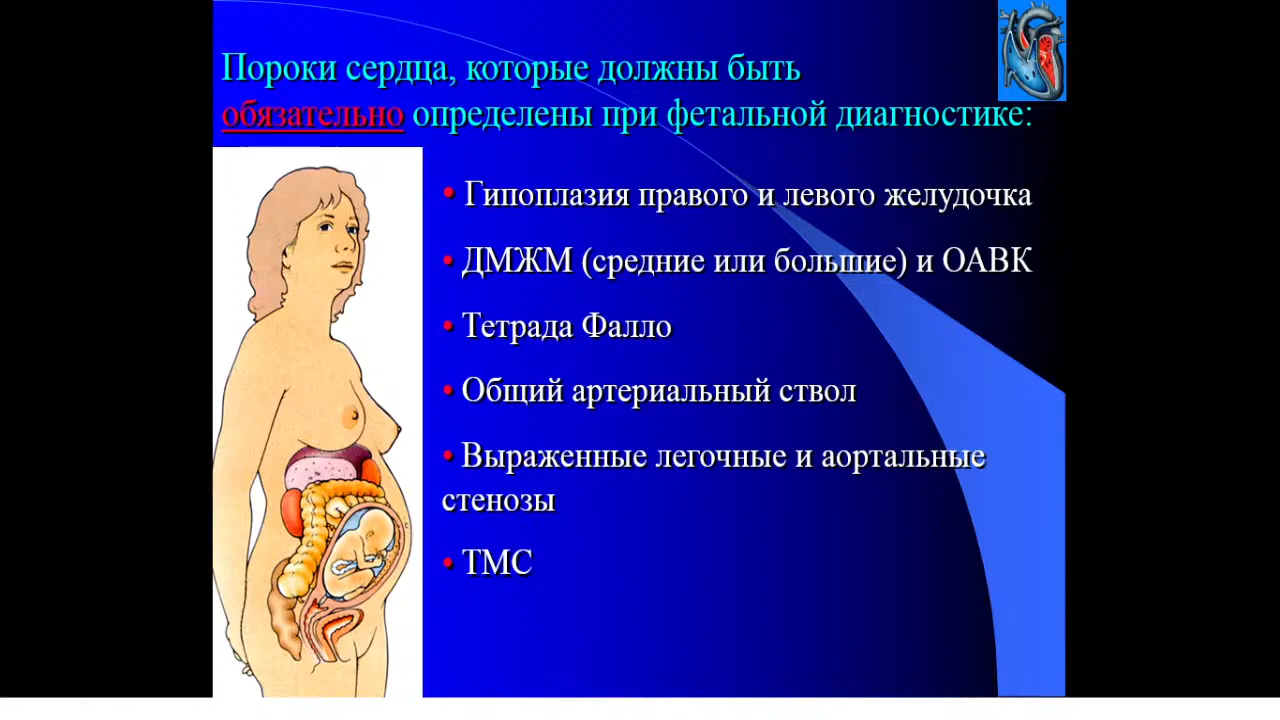 Пороки сердца, которые должны быть
обязательно определены при фетальной диагностике:
• Гипоплазия правого и левого желудочка
• ДМЖМ (средние или большие) и ОАВК
• Тетрада Фалло
• Общий артериальный ствол
• Выраженные легочные и аортальные
стенозы
• ТМС